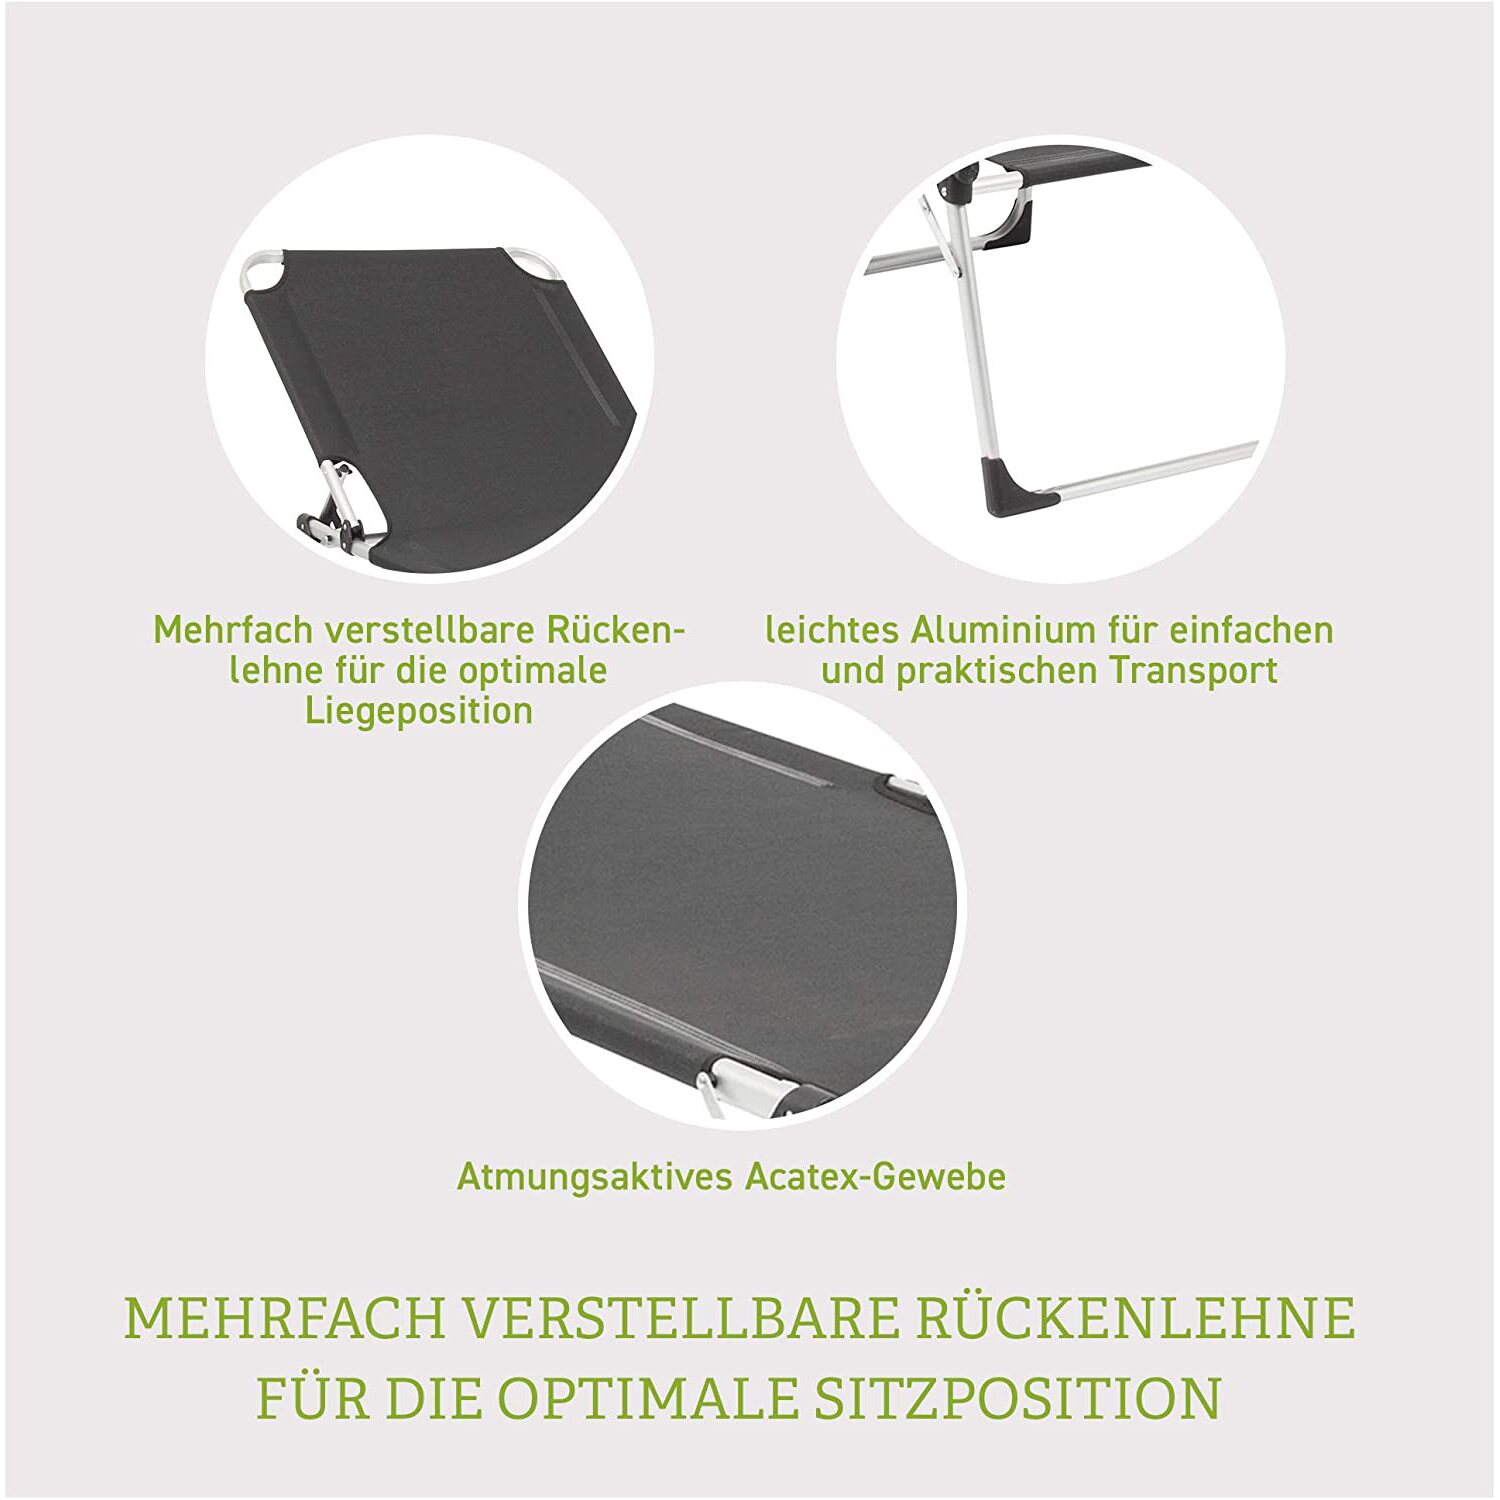 Mehrfach verstellbare Rücken-
lehne für die optimale
Liegeposition
leichtes Aluminium für einfachen
und praktischen Transport
Atmungsaktives Acatex-Gewebe
MEHRFACH VERSTELLBARE RÜCKENLEHNE
FÜR DIE OPTIMALE SITZPOSITION